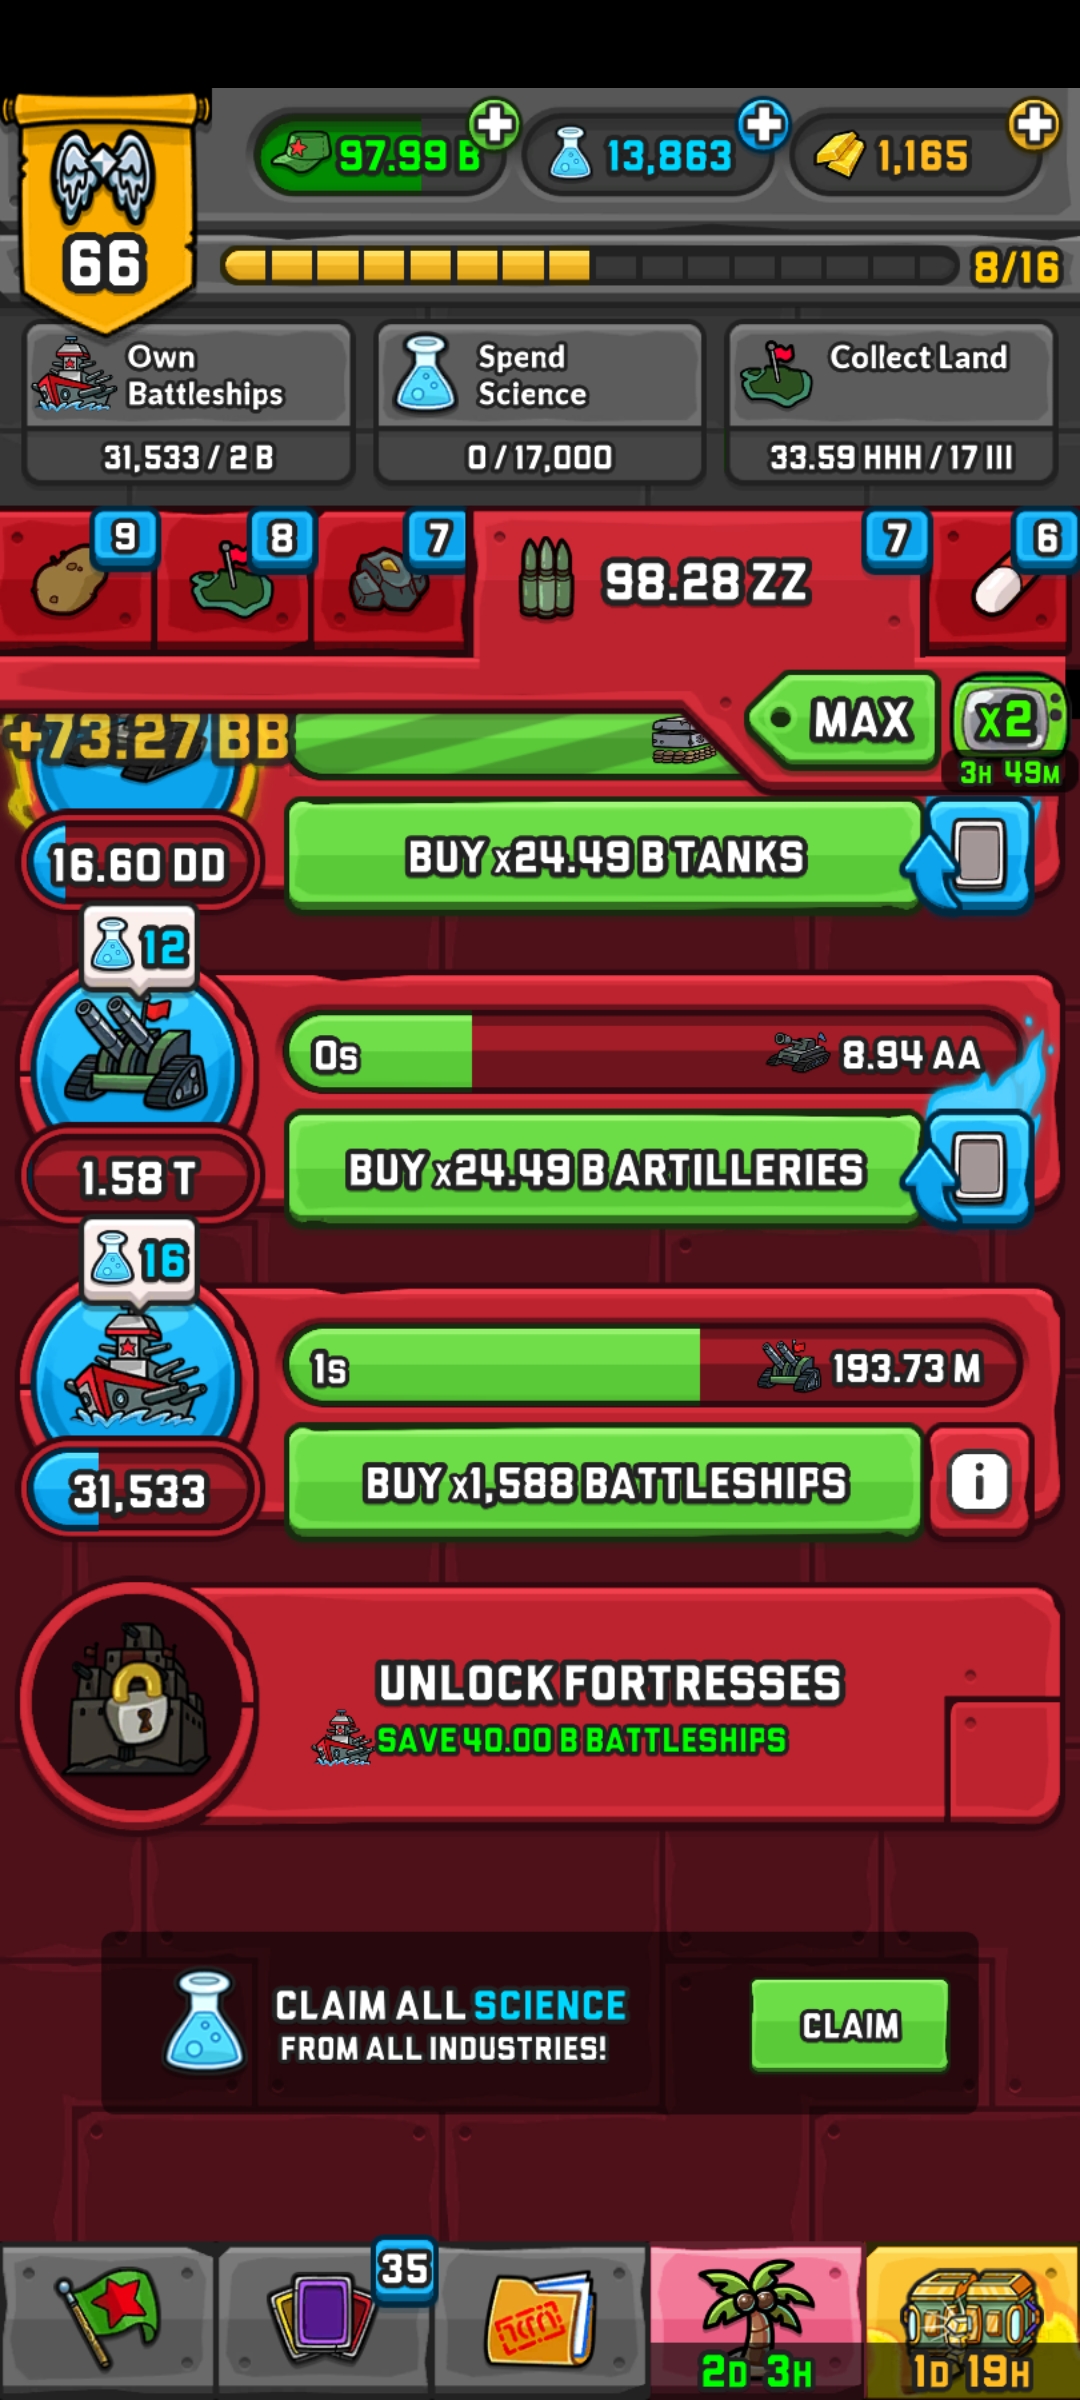 97.99 B
13,863
1,165
66
8/16
Own
Battleships
31,533 / 2 B
Spend
Science
0 / 17,000
Collect Land
33.59 HHH / 17 III
9
8
7
98.28 ZZ
7
6
+73.27 BB
MAX
x2
3H 49M
16.60 DD
BUY x24.49 B TANKS
12
0s
8.94 AA
1.58 T
BUY x24.49 B ARTILLERIES
16
1s
193.73 M
31,533
BUY x1,588 BATTLESHIPS
i
UNLOCK FORTRESSES
SAVE 40.00 B BATTLESHIPS
CLAIM ALL SCIENCE
FROM ALL INDUSTRIES!
CLAIM
35
2D 3H
1D 19H